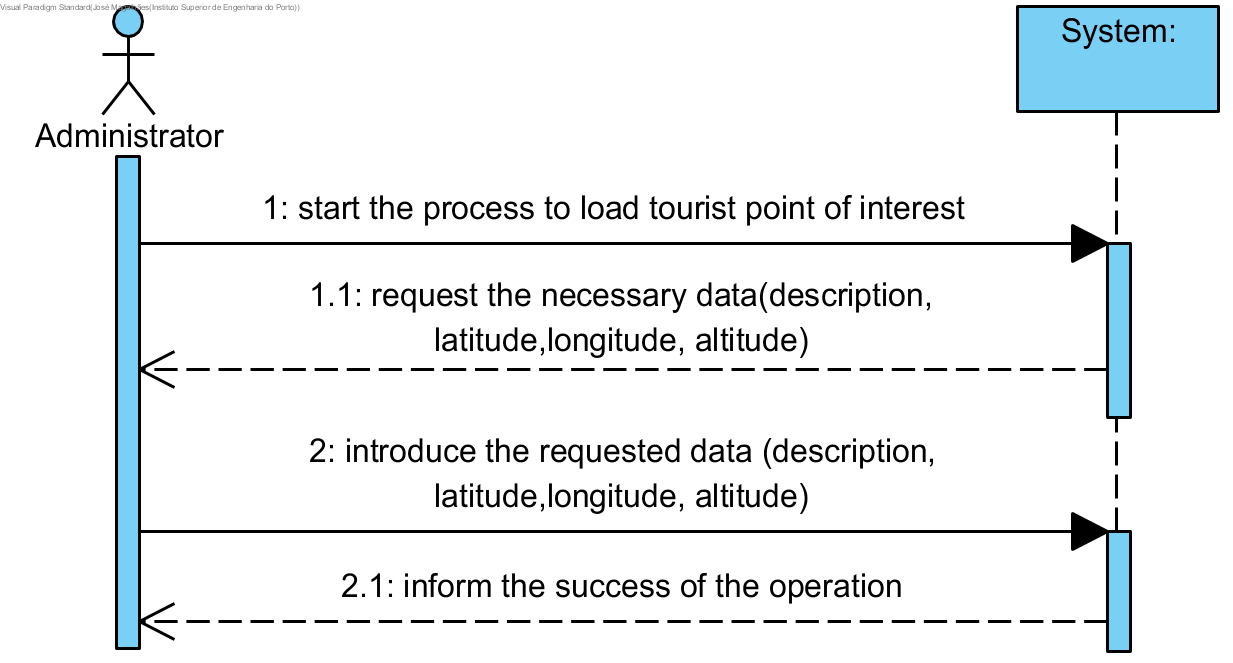 Visual Paradigm Standard(José Magalhães(Instituto Superior de Engenharia do Porto))
System:
Administrator
1: start the process to load tourist point of interest
1.1: request the necessary data(description,
latitude,longitude, altitude)
2: introduce the requested data (description,
latitude,longitude, altitude)
2.1: inform the success of the operation